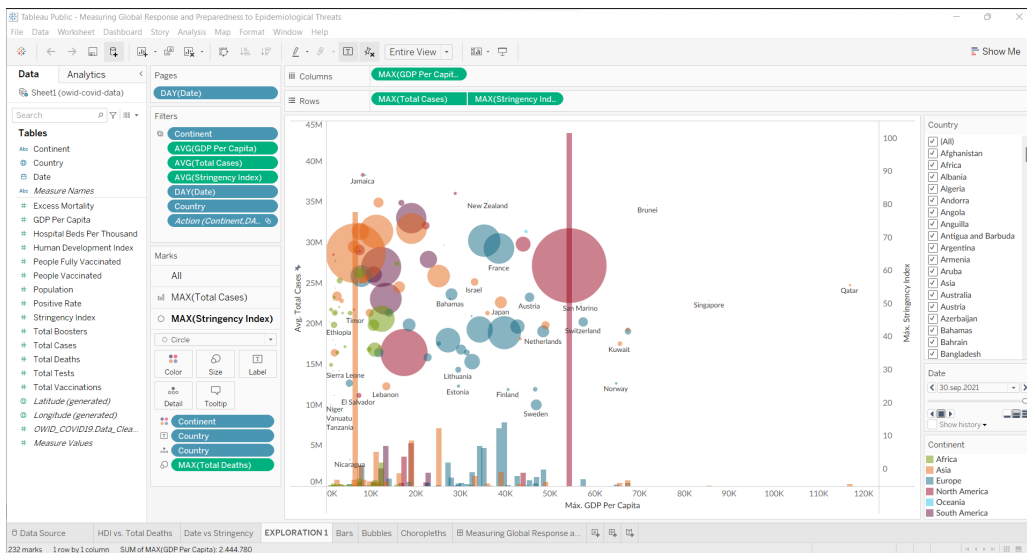 Tableau Public - Measuring Global Response and Preparedness to Epidemiological Threats
File Data Worksheet Dashboard Story Analysis Map Format Window Help
Entire View
Show Me
Data Analytics
Sheet1 (owid-covid-data)
Search
Tables
Abc Continent
Country
Date
Abc Measure Names
# Excess Mortality
# GDP Per Capita
# Hospital Beds Per Thousand
# Human Development Index
# People Fully Vaccinated
# People Vaccinated
# Population
# Positive Rate
# Stringency Index
# Total Boosters
# Total Cases
# Total Deaths
# Total Tests
# Total Vaccinations
Latitude (generated)
Longitude (generated)
# OWID_COVID19.Data_Clea...
# Measure Values
Pages
DAY(Date)
Filters
Continent
AVG(GDP Per Capita)
AVG(Total Cases)
AVG(Stringency Index)
DAY(Date)
Country
Action (Continent,DA..
Marks
All
MAX(Total Cases)
MAX(Stringency Index)
Circle
Color Size Label
Detail Tooltip
Continent
Country
Country
MAX(Total Deaths)
Columns MAX(GDP Per Capit..
Rows MAX(Total Cases) MAX(Stringency Ind..
45M
40M
35M
30M
25M
20M
15M
10M
5M
0M
Avg. Total Cases
Jamaica
New Zealand
Brunei
France
Israel
Qatar
Bahamas
San Marino
Singapore
Japan
Austria
Timor
Ethiopia
Switzerland
Netherlands
Kuwait
Sierra Leone
Lithuania
Norway
Estonia
Finland
El Salvador
Lebanon
Niger
Vanuatu
Tanzania
Sweden
Nicaragua
100
90
80
70
60
50
40
30
20
10
0
Máx. Stringency Index
0K 10K 20K 30K 40K 50K 60K 70K 80K 90K 100K 110K 120K
Máx. GDP Per Capita
Country
(All)
Afghanistan
Africa
Albania
Algeria
Andorra
Angola
Anguilla
Antigua and Barbuda
Argentina
Armenia
Aruba
Asia
Australia
Austria
Azerbaijan
Bahamas
Bahrain
Bangladesh
Date
30 sep.2021
Show history
Continent
Africa
Asia
Europe
North America
Oceania
South America
Data Source HDI vs. Total Deaths Date vs Stringency EXPLORATION 1 Bars Bubbles Choropleths Measuring Global Response a...
232 marks 1 row by 1 column SUM of MAX(GDP Per Capita): 2.444.780